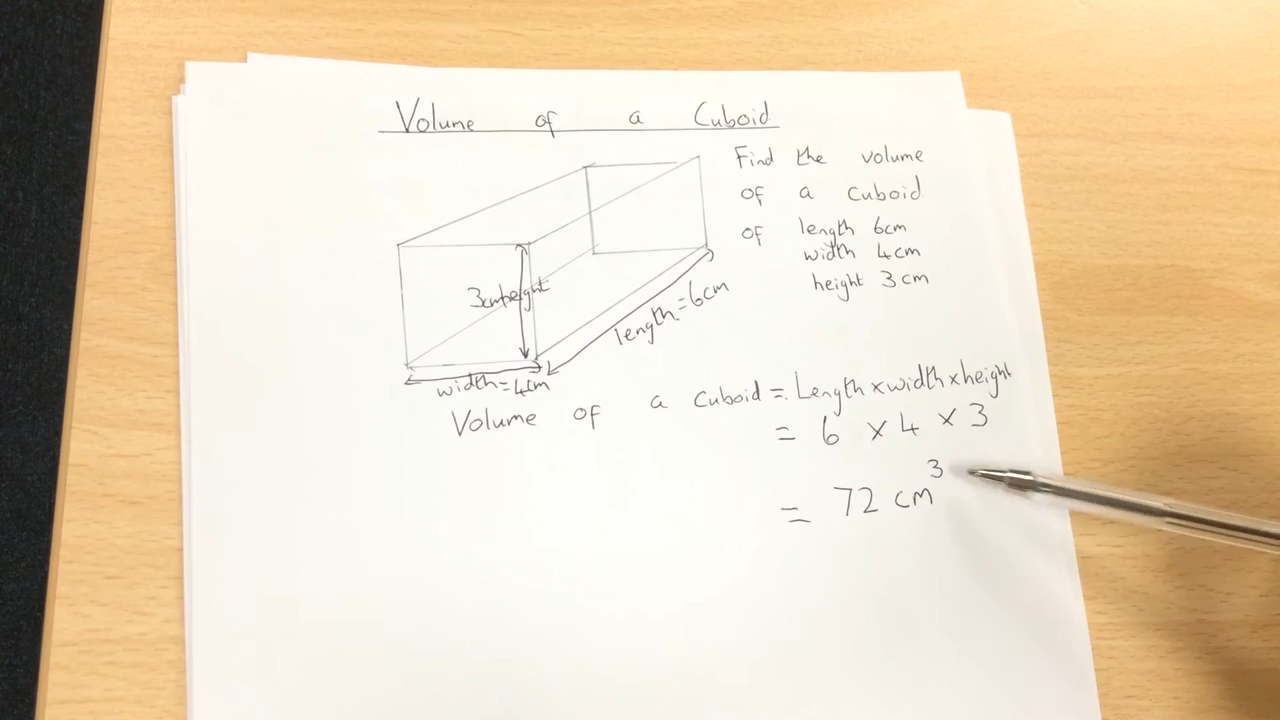 Volume of a Cuboid
Find the volume
of a cuboid
of length 6cm
width 4cm
height 3cm
3cm height
length=6cm
width=4cm
Volume of a cuboid = Length x width x height
= 6 x 4 x 3
= 72 cm³